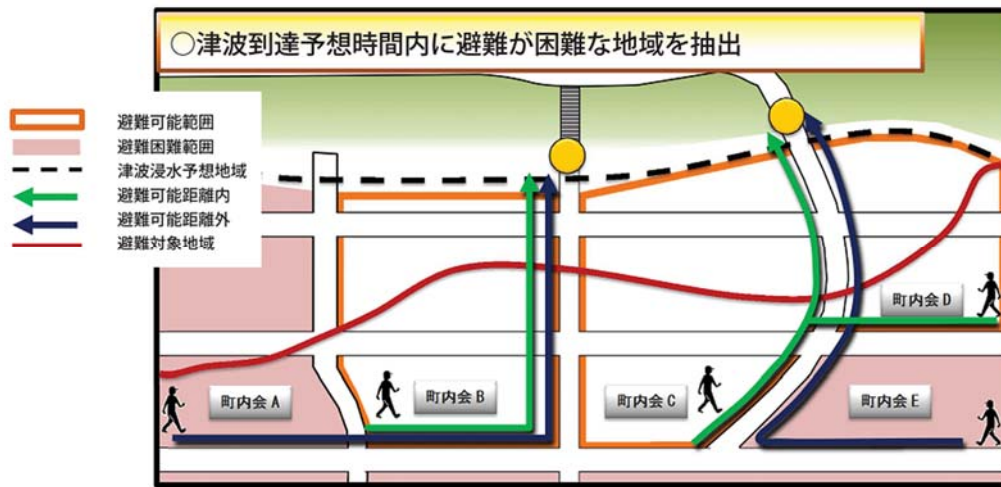 ○津波到達予想時間内に避難が困難な地域を抽出
避難可能範囲
避難困難範囲
津波浸水予想地域
避難可能距離内
避難可能距離外
避難対象地域
町内会 D
町内会 A
町内会 B
町内会 C
町内会 E